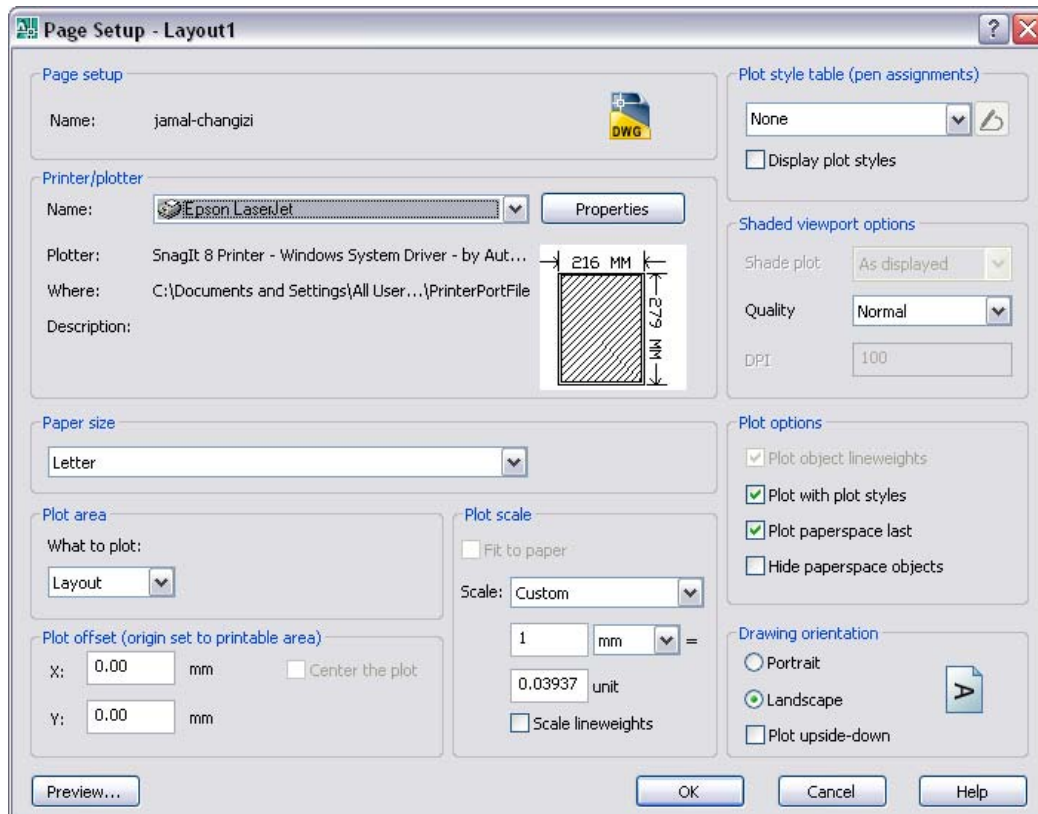 Page Setup - Layout1
Page setup
Name: jamal-changizi
DWG
Printer/plotter
Name: Epson LaserJet Properties
Plotter: SnagIt 8 Printer - Windows System Driver - by Aut...
Where: C:\Documents and Settings\All User...\PrinterPortFile
Description:
216 MM
279 MM
Paper size
Letter
Plot area
What to plot:
Layout
Plot offset (origin set to printable area)
X: 0.00 mm Center the plot
Y: 0.00 mm
Plot scale
Fit to paper
Scale: Custom
1 mm =
0.03937 unit
Scale lineweights
Plot style table (pen assignments)
None
Display plot styles
Shaded viewport options
Shade plot As displayed
Quality Normal
DPI 100
Plot options
Plot object lineweights
Plot with plot styles
Plot paperspace last
Hide paperspace objects
Drawing orientation
Portrait
Landscape
A
Plot upside-down
Preview... OK Cancel Help